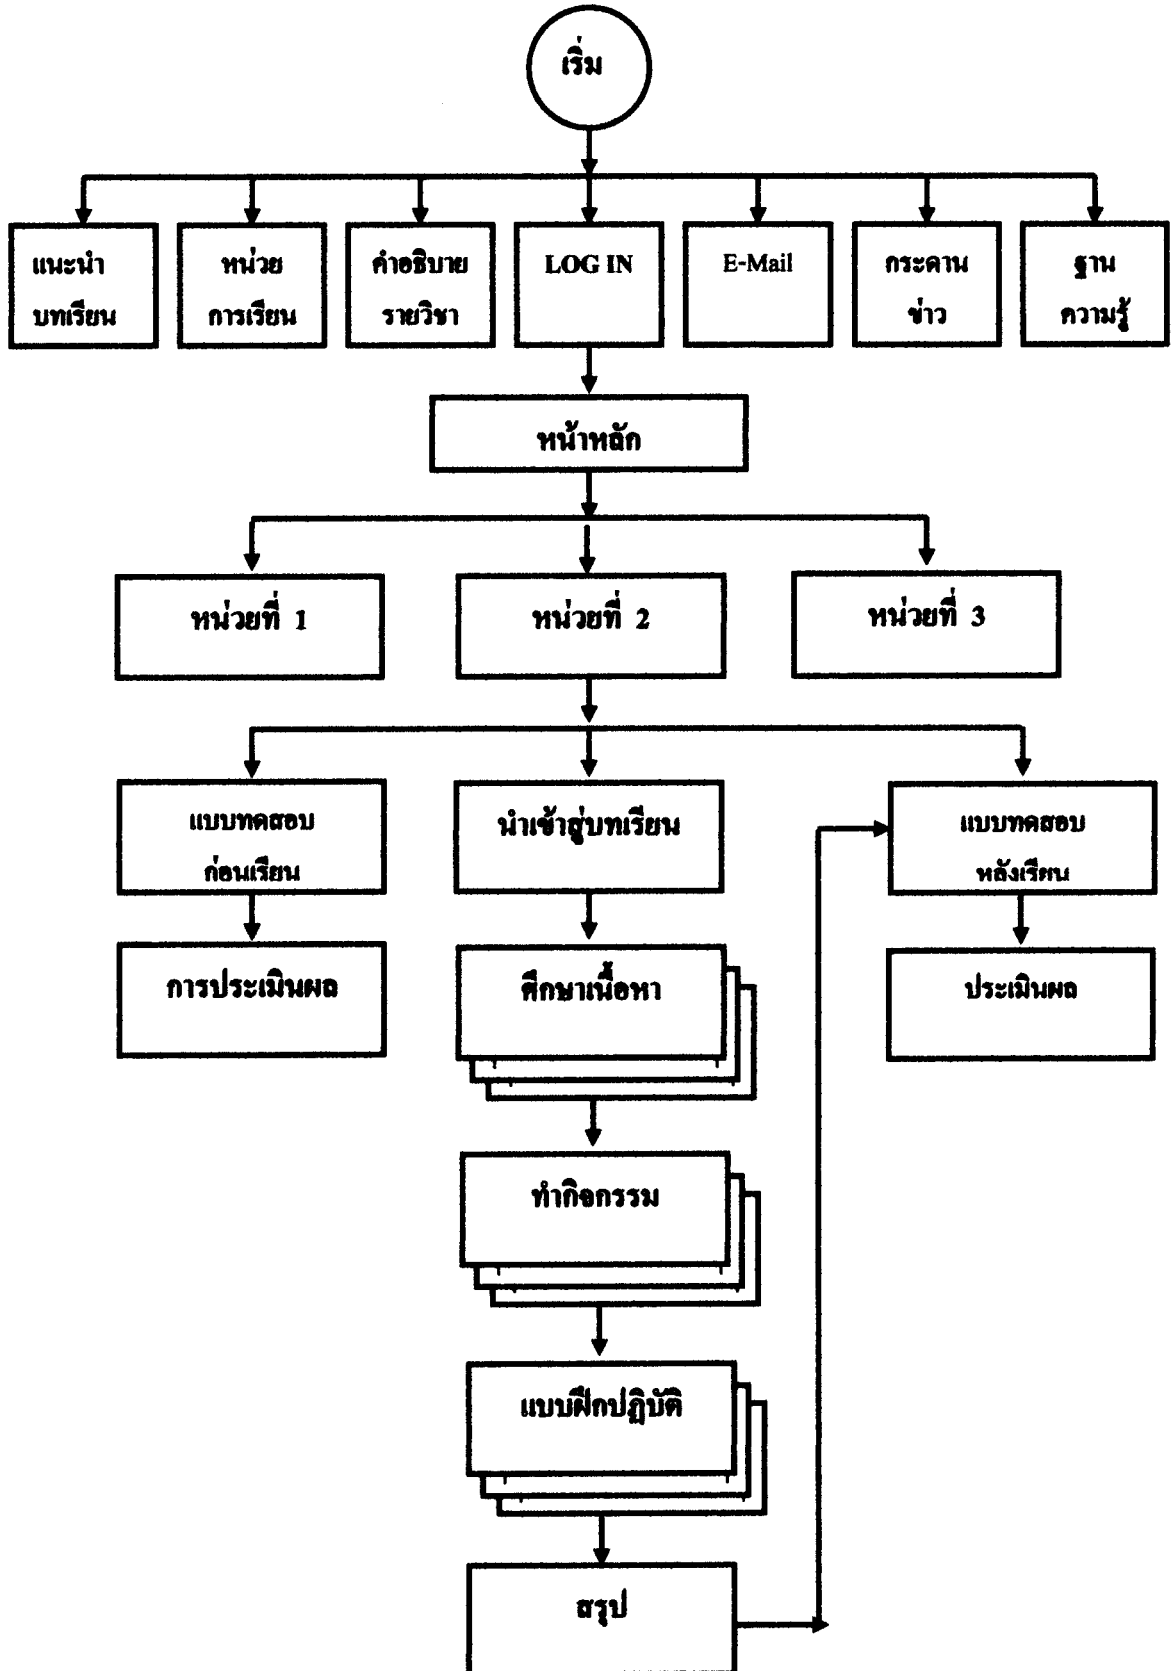 เริ่ม
แนะนำ
บทเรียน
หน่วย
การเรียน
คำอธิบาย
รายวิชา
LOG IN
E-Mail
กระดาน
ข่าว
ฐาน
ความรู้
หน้าหลัก
หน่วยที่ 1
หน่วยที่ 2
หน่วยที่ 3
แบบทดสอบ
ก่อนเรียน
นำเข้าสู่บทเรียน
แบบทดสอบ
หลังเรียน
การประเมินผล
ศึกษาเนื้อหา
ประเมินผล
ทำกิจกรรม
แบบฝึกปฏิบัติ
สรุป